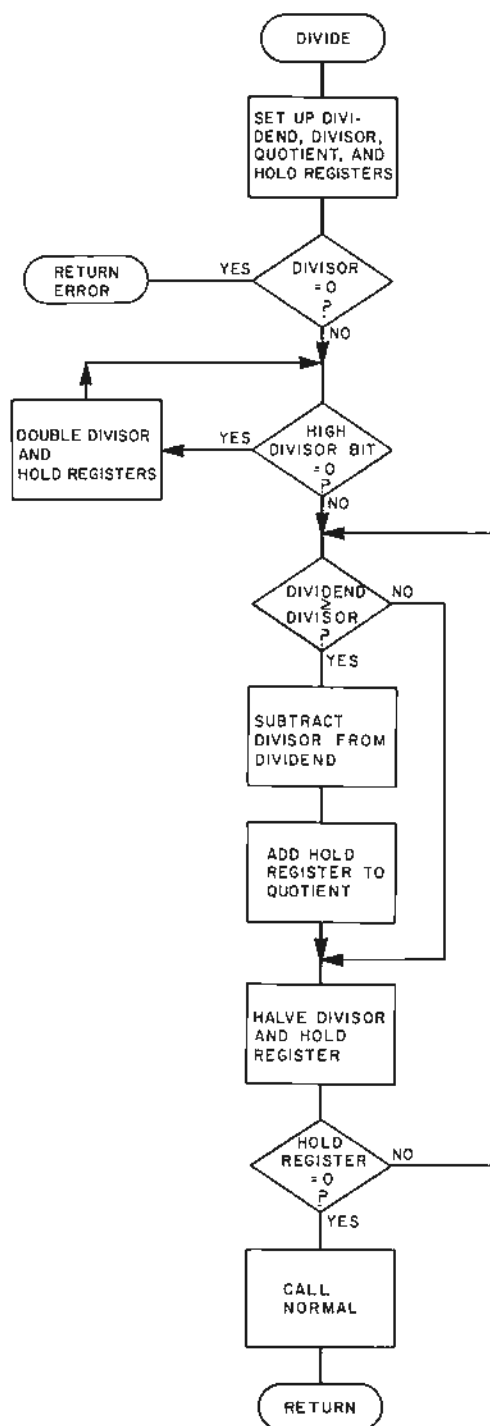 DIVIDE
SET UP DIVI-
DEND, DIVISOR,
QUOTIENT, AND
HOLD REGISTERS
DIVISOR
=0
?
YES
RETURN
ERROR
NO
HIGH
DIVISOR BIT
=0
?
YES
DOUBLE DIVISOR
AND
HOLD REGISTERS
NO
DIVIDEND
≥
DIVISOR
?
NO
YES
SUBTRACT
DIVISOR FROM
DIVIDEND
ADD HOLD
REGISTER TO
QUOTIENT
HALVE DIVISOR
AND HOLD
REGISTER
HOLD
REGISTER
=0
?
NO
YES
CALL
NORMAL
RETURN